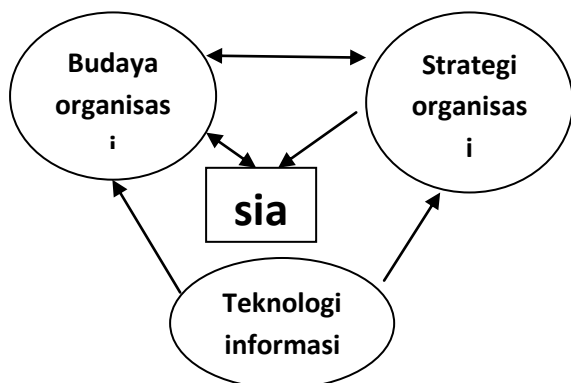 Budaya
organisas
i
Strategi
organisas
i
sia
Teknologi
informasi